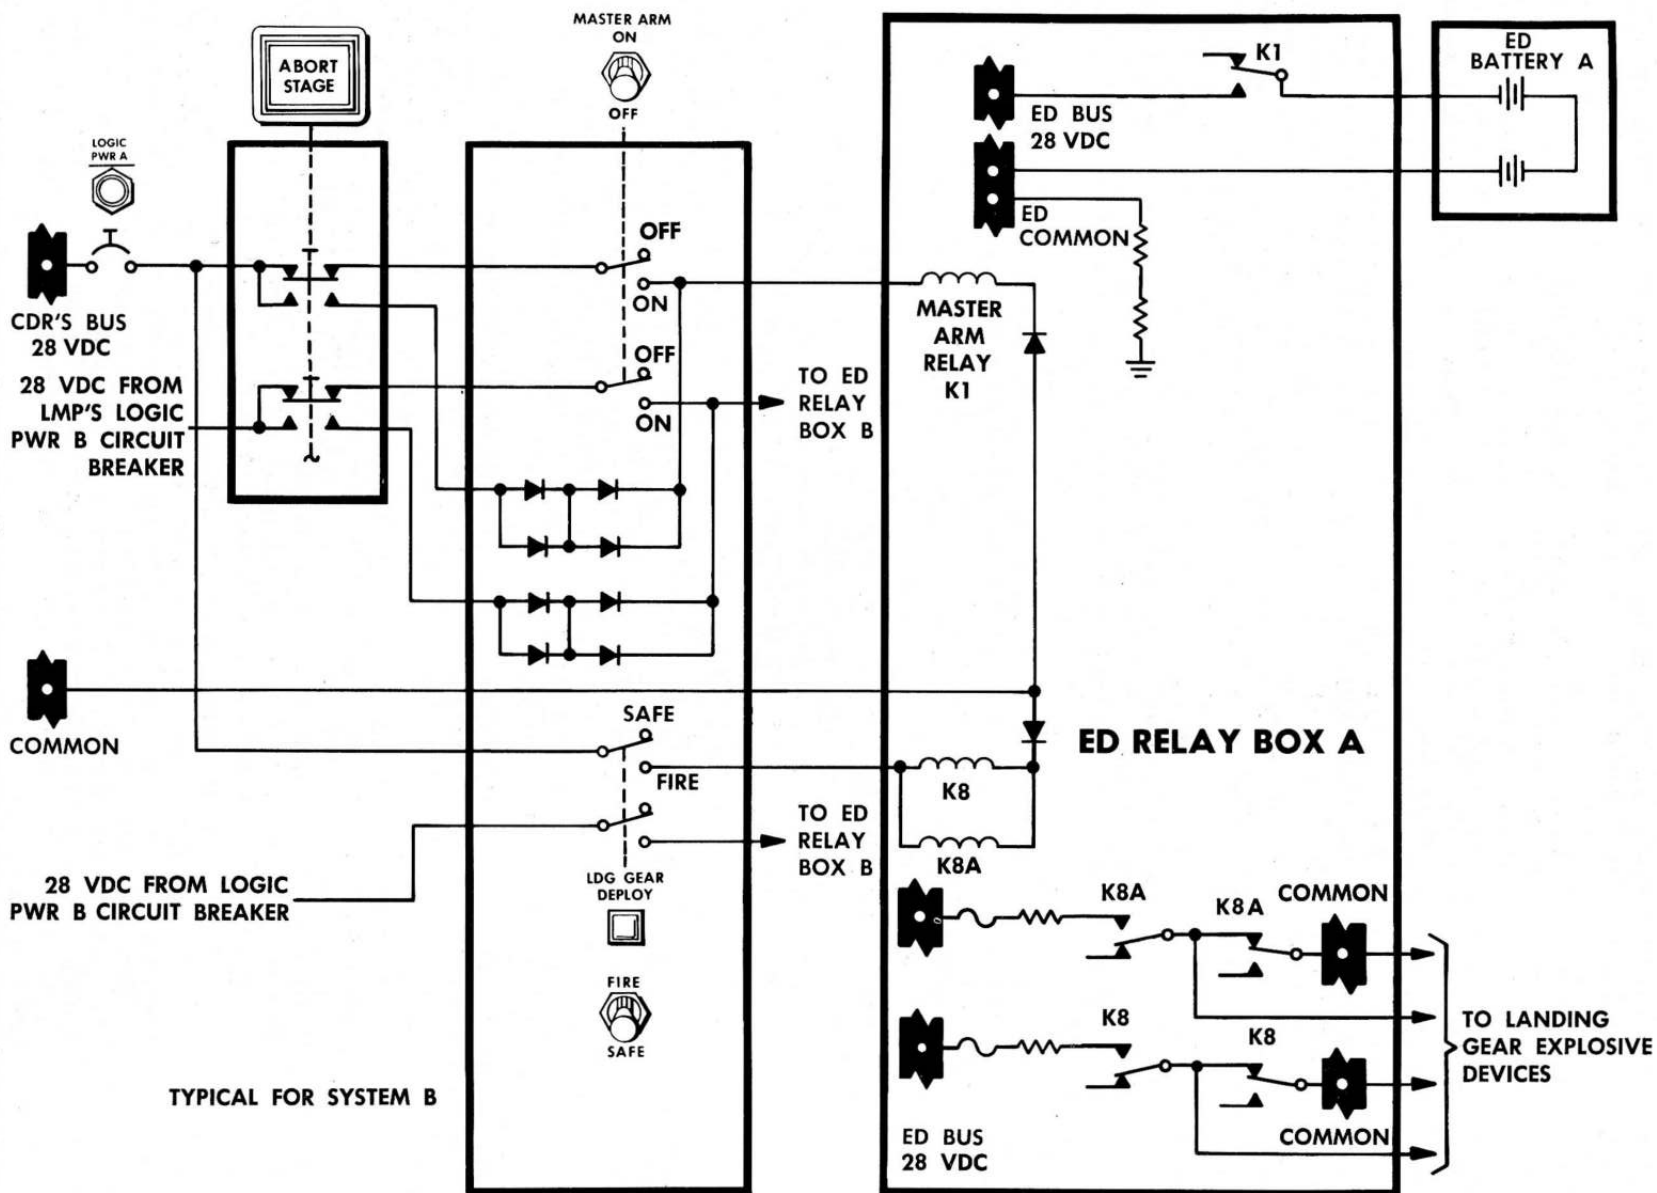 MASTER ARM
ON
OFF
ABORT
STAGE
LOGIC
PWR A
CDR'S BUS
28 VDC
28 VDC FROM
LMP'S LOGIC
PWR B CIRCUIT
BREAKER
OFF
ON
OFF
ON
TO ED
RELAY
BOX B
K1
ED BUS
28 VDC
ED
COMMON
ED
BATTERY A
MASTER
ARM
RELAY
K1
COMMON
SAFE
FIRE
ED RELAY BOX A
K8
K8A
TO ED
RELAY
BOX B
28 VDC FROM LOGIC
PWR B CIRCUIT BREAKER
LDG GEAR
DEPLOY
FIRE
SAFE
K8A
K8A
COMMON
K8
K8
COMMON
ED BUS
28 VDC
TO LANDING
GEAR EXPLOSIVE
DEVICES
TYPICAL FOR SYSTEM B